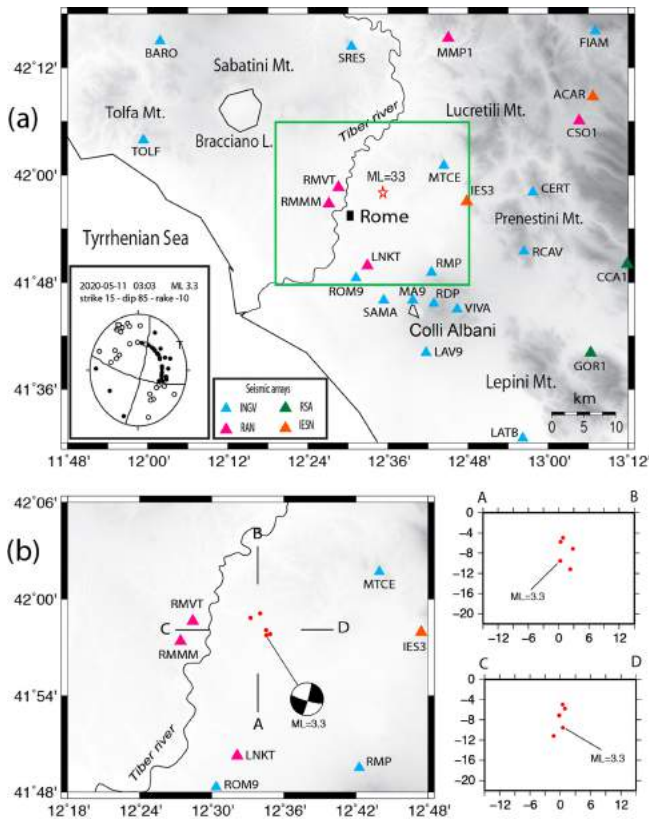 (a)
42°12'
42°00'
41°48'
41°36'
BARO
Sabatini Mt.
SRES
MMP1
FIAM
Tolfa Mt.
Bracciano L.
TOLF
Tiber river
Lucretili Mt.
ACAR
CSO1
RMVT
ML=33
MTCE
RMMM
IES3
CERT
Rome
Prenestini Mt.
Tyrrhenian Sea
RCAV
LNKT
RMP
CCA1
ROM9
MA9
RDP
SAMA
VIVA
Colli Albani
LAV9
GOR1
Lepini Mt.
LATB
km
0 5 10
2020-05-11 03:03 ML 3.3
strike 15 - dip 85 - rake -10
T
Seismic arrays
INGV RSA
RAN IESN
11°48' 12°00' 12°12' 12°24' 12°36' 12°48' 13°00' 13°12'
(b)
42°06'
42°00'
41°54'
41°48'
B
MTCE
RMVT
C
D
RMMM
IES3
A
ML=3.3
Tiber river
LNKT
RMP
ROM9
12°18' 12°24' 12°30' 12°36' 12°42' 12°48'
A B
0
-4
-8
-12
-16
-20
ML=3.3
-12 -6 0 6 12
C D
0
-4
-8
-12
-16
-20
ML=3.3
-12 -6 0 6 12